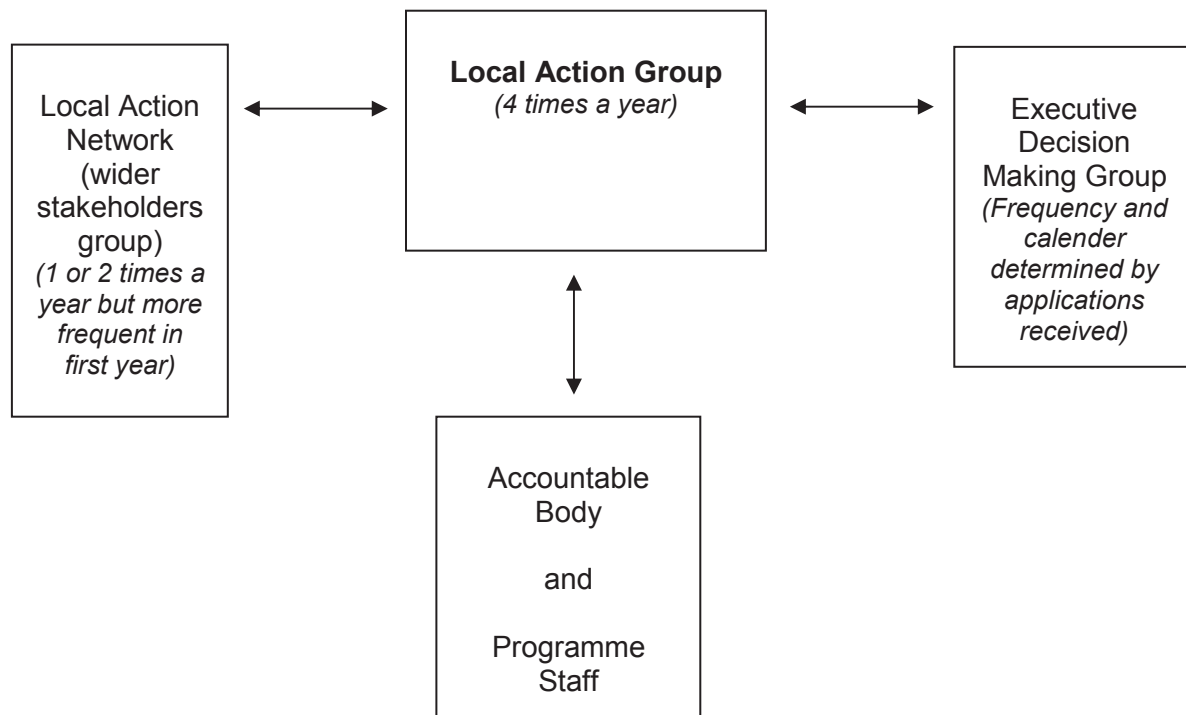 Local Action
Network
(wider
stakeholders
group)
(1 or 2 times a
year but more
frequent in
first year)
Local Action Group
(4 times a year)
Executive
Decision
Making Group
(Frequency and
calender
determined by
applications
received)
Accountable
Body
and
Programme
Staff